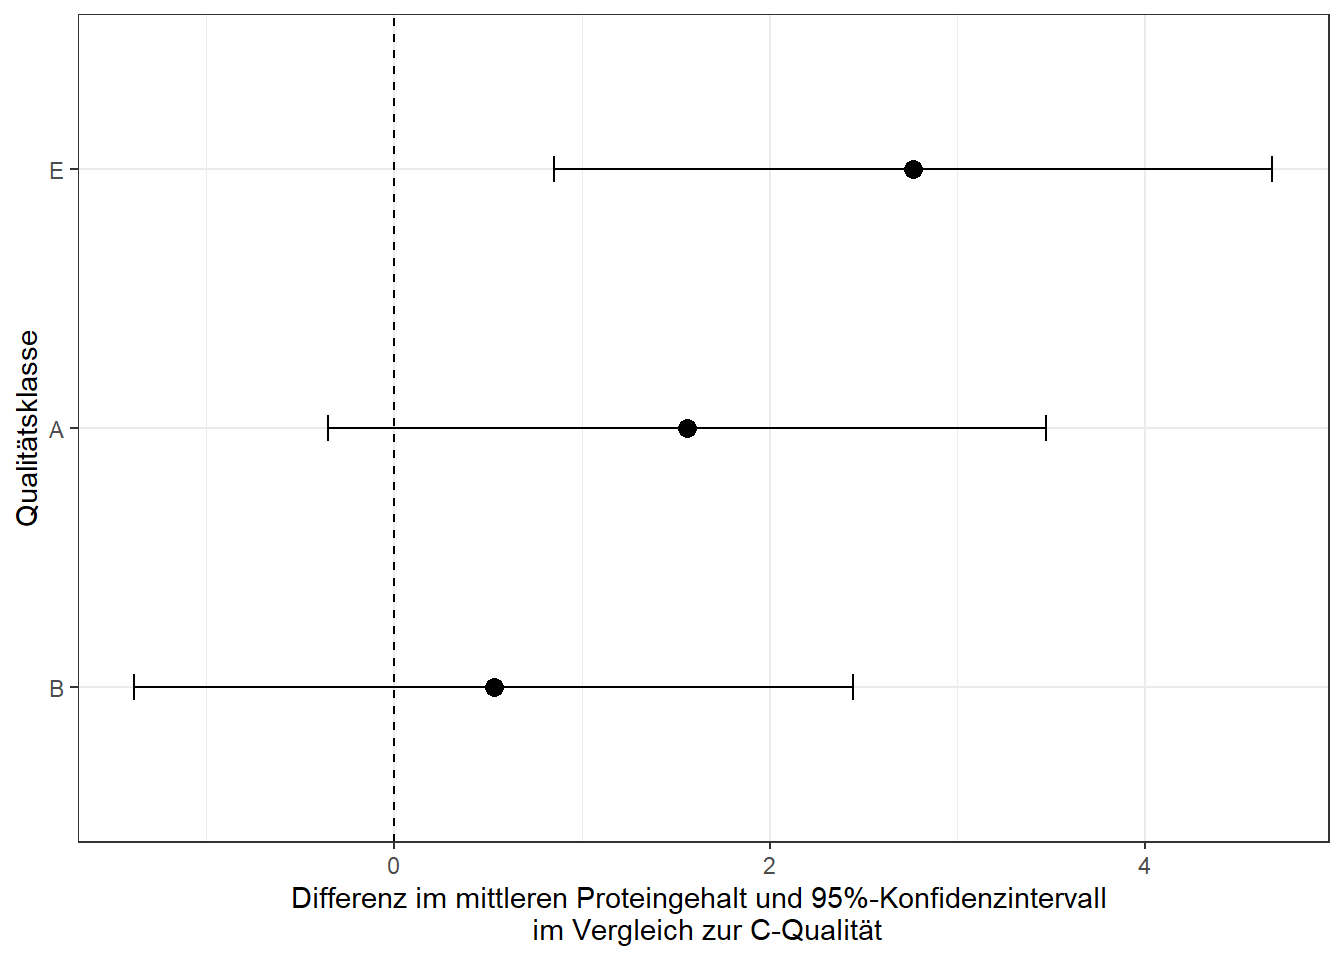 E
A
B
Qualitätsklasse
0 2 4
Differenz im mittleren Proteingehalt und 95%-Konfidenzintervall
im Vergleich zur C-Qualität